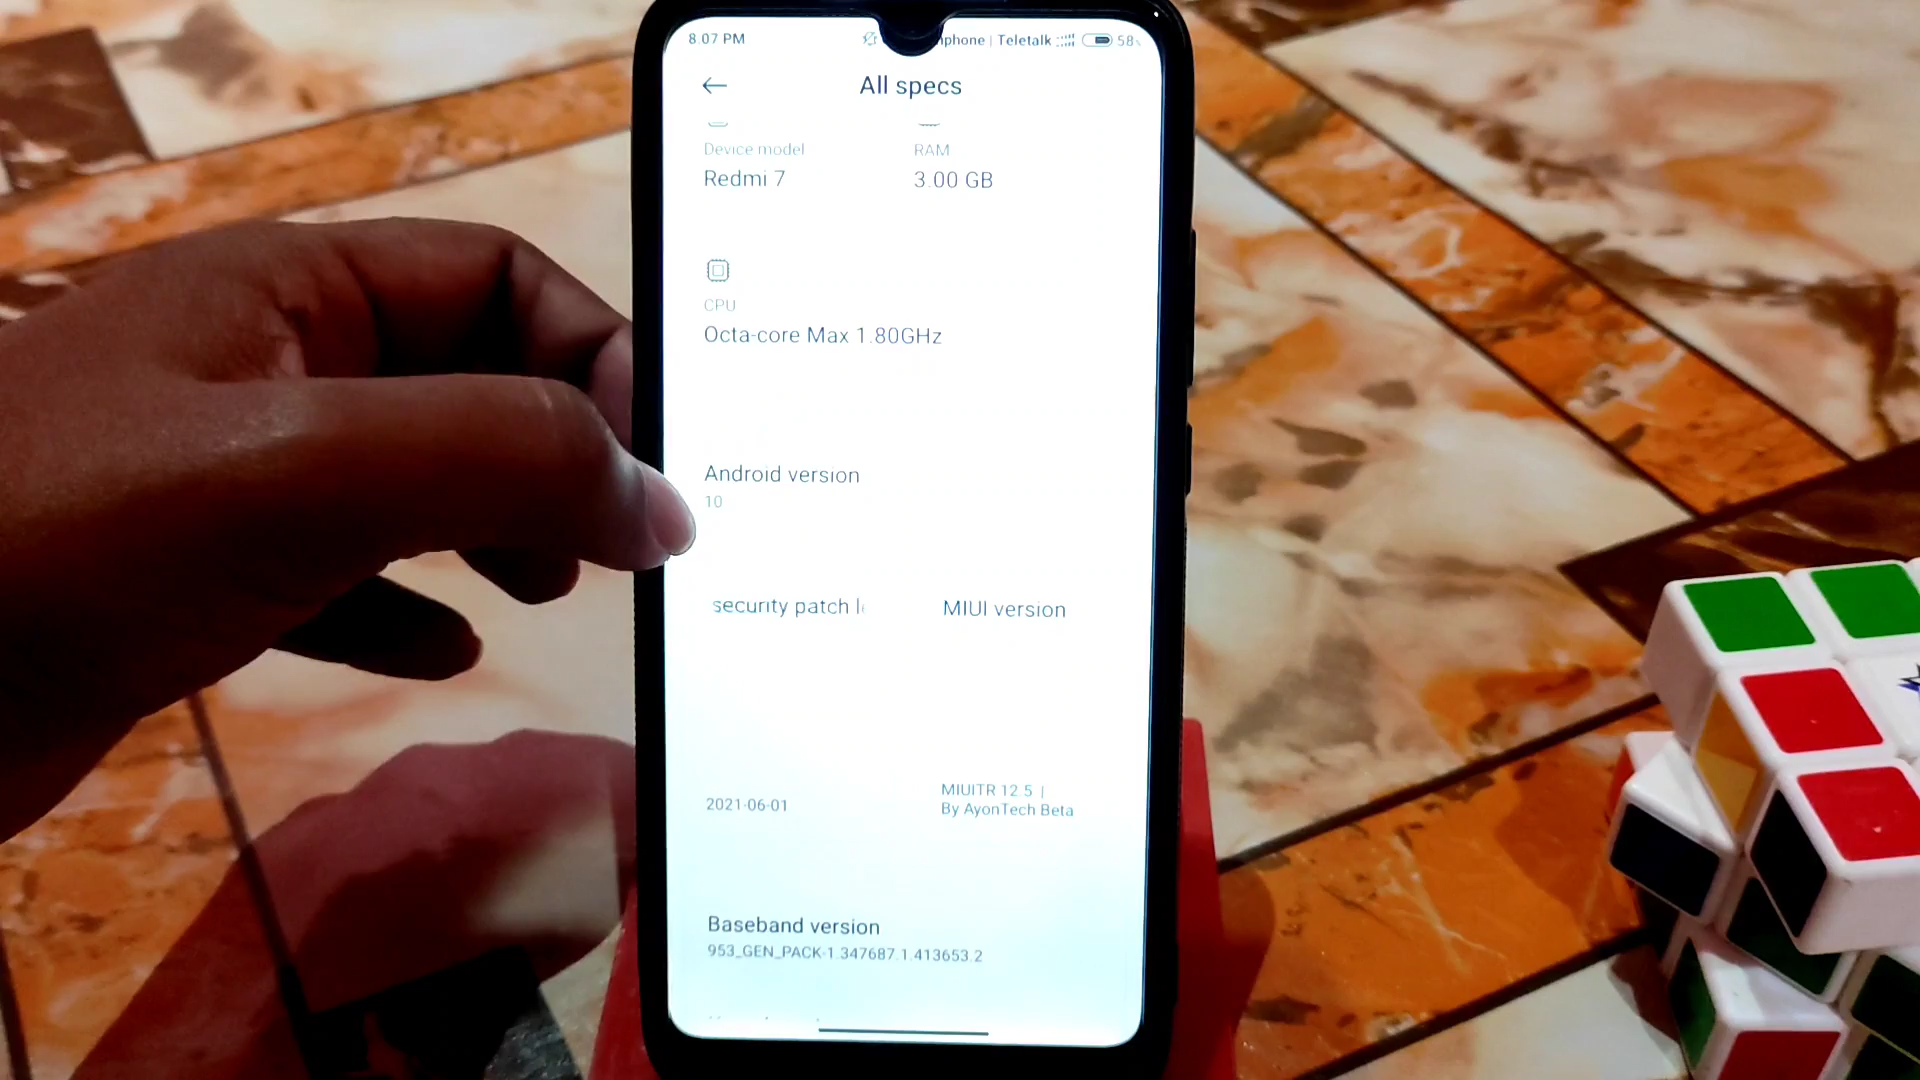 8.07 PM
phone | Teletalk 58
All specs
Device model
RAM
Redmi 7
3.00 GB
CPU
Octa-core Max 1.80GHz
Android version
10
security patch l
MIUI version
2021-06-01
MIUITR 12.5 |
By AyonTech Beta
Baseband version
953_GEN_PACK-1.347687.1.413653.2